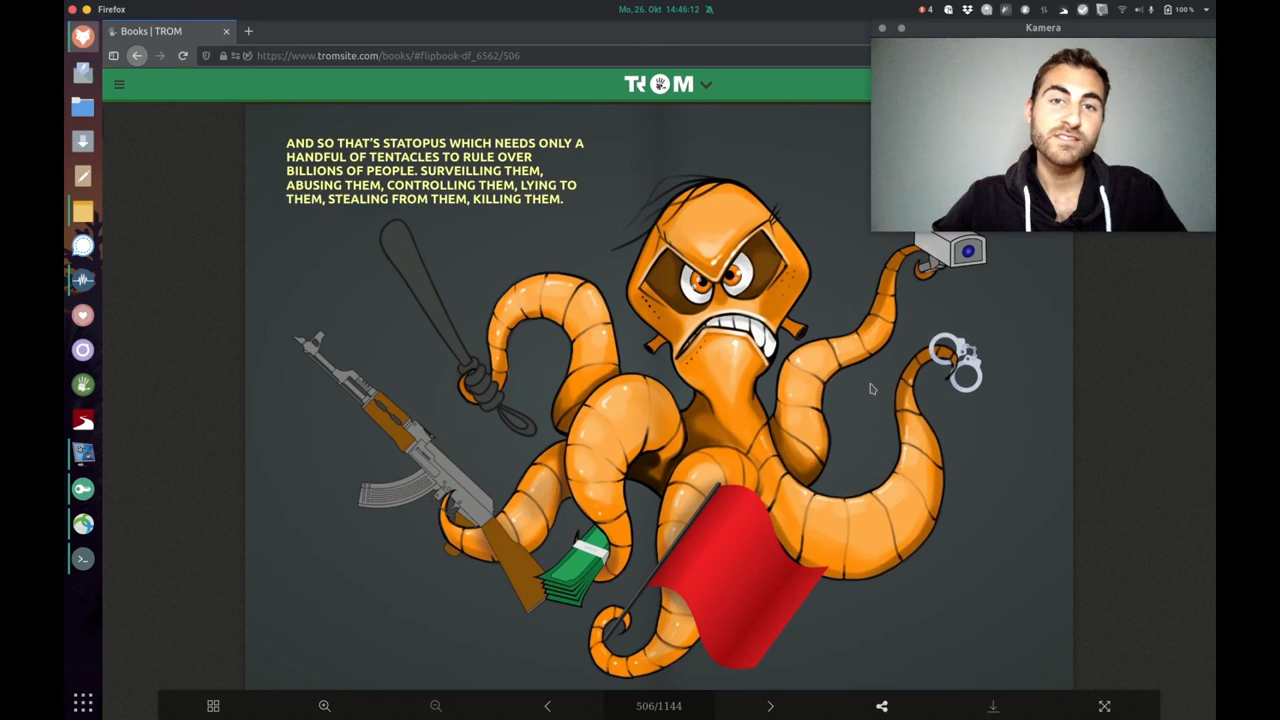 Firefox
Mo, 26. Okt 14:46:12
4
100 %
Books | TROM
Kamera
https://www.tromsite.com/books/#flipbook-df_6562/506
TROM
AND SO THAT'S STATOPUS WHICH NEEDS ONLY A
HANDFUL OF TENTACLES TO RULE OVER
BILLIONS OF PEOPLE. SURVEILLING THEM,
ABUSING THEM, CONTROLLING THEM, LYING TO
THEM, STEALING FROM THEM, KILLING THEM.
506/1144